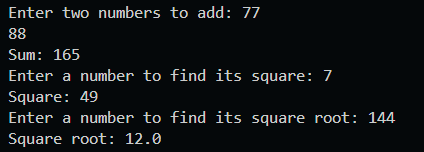 Enter two numbers to add: 77
88
Sum: 165
Enter a number to find its square: 7
Square: 49
Enter a number to find its square root: 144
Square root: 12.0